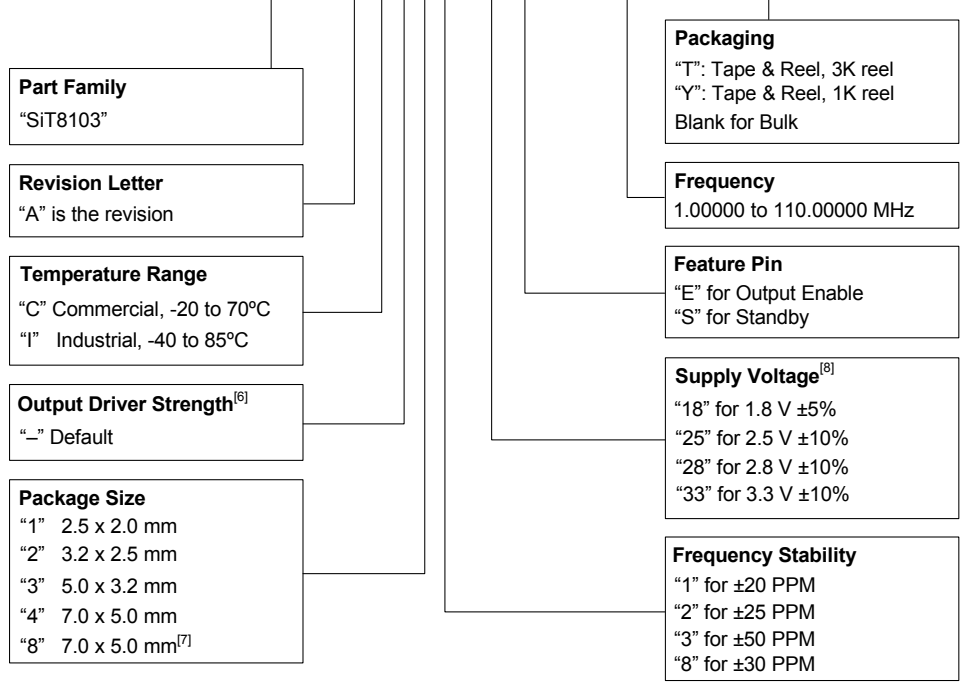 Part Family
“SiT8103”
Revision Letter
“A” is the revision
Temperature Range
“C” Commercial, -20 to 70ºC
“I” Industrial, -40 to 85ºC
Output Driver Strength[6]
“–” Default
Package Size
“1” 2.5 x 2.0 mm
“2” 3.2 x 2.5 mm
“3” 5.0 x 3.2 mm
“4” 7.0 x 5.0 mm
“8” 7.0 x 5.0 mm[7]
Packaging
“T”: Tape & Reel, 3K reel
“Y”: Tape & Reel, 1K reel
Blank for Bulk
Frequency
1.00000 to 110.00000 MHz
Feature Pin
“E” for Output Enable
“S” for Standby
Supply Voltage[8]
“18” for 1.8 V ±5%
“25” for 2.5 V ±10%
“28” for 2.8 V ±10%
“33” for 3.3 V ±10%
Frequency Stability
“1” for ±20 PPM
“2” for ±25 PPM
“3” for ±50 PPM
“8” for ±30 PPM